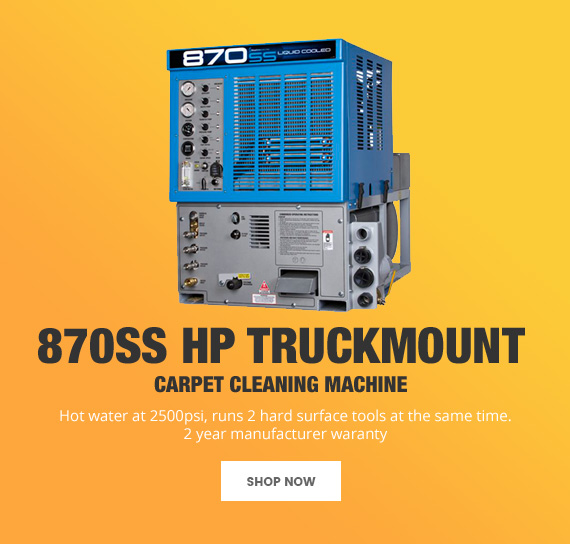 870SS LIQUID COOLED
870SS HP TRUCKMOUNT
CARPET CLEANING MACHINE
Hot water at 2500psi, runs 2 hard surface tools at the same time.
2 year manufacturer waranty
SHOP NOW